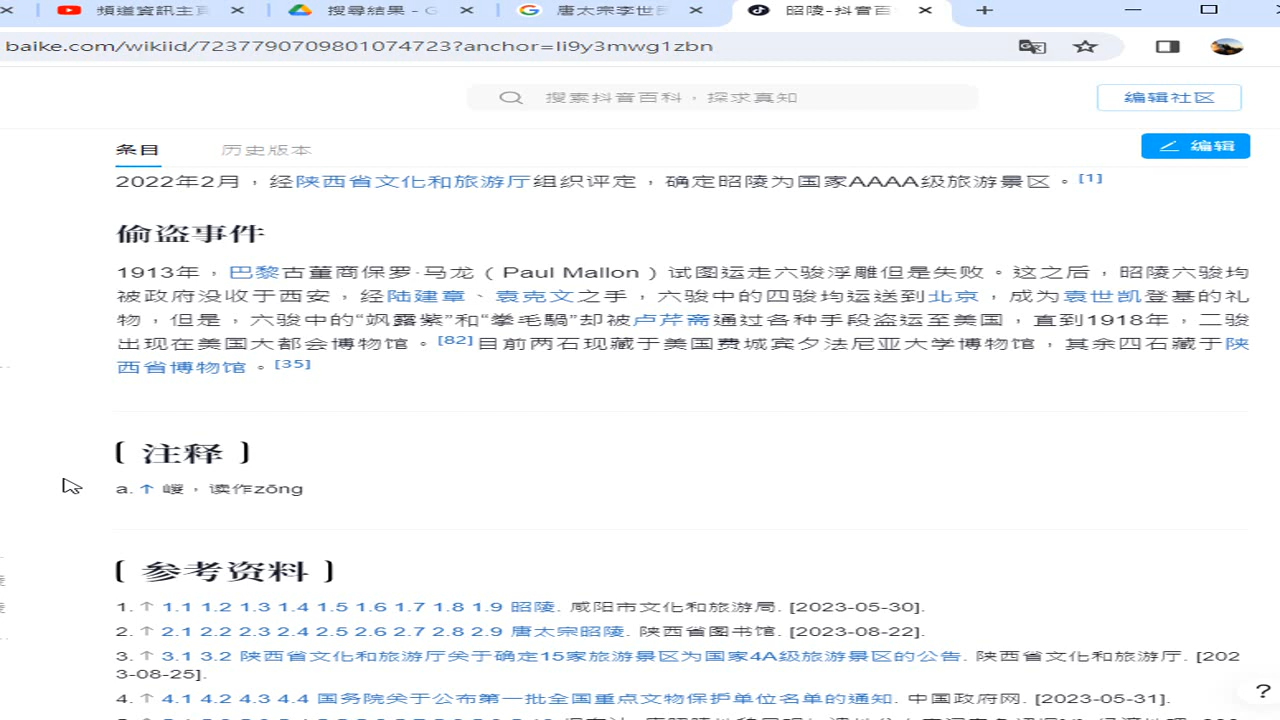 頻道資訊主頁
搜尋結果 - G
唐太宗李世民
昭陵-抖音百
baike.com/wikiid/7237790709801074723?anchor=li9y3mwg1zbn
搜索抖音百科，探求真知
编辑社区
条目
历史版本
编辑
2022年2月，经陕西省文化和旅游厅组织评定，确定昭陵为国家AAAA级旅游景区。[1]
偷盗事件
1913年，巴黎古董商保罗·马龙（Paul Mallon）试图运走六骏浮雕但是失败。这之后，昭陵六骏均
被政府没收于西安，经陆建章、袁克文之手，六骏中的四骏均运送到北京，成为袁世凯登基的礼
物，但是，六骏中的“飒露紫”和“拳毛騧”却被卢芹斋通过各种手段盗运至美国，直到1918年，二骏
出现在美国大都会博物馆。[82]目前两石现藏于美国费城宾夕法尼亚大学博物馆，其余四石藏于陕
西省博物馆。[35]
[ 注释 ]
a. ↑ 嵕，读作zōng
[ 参考资料 ]
1. ↑ 1.1 1.2 1.3 1.4 1.5 1.6 1.7 1.8 1.9 昭陵. 咸阳市文化和旅游局. [2023-05-30].
2. ↑ 2.1 2.2 2.3 2.4 2.5 2.6 2.7 2.8 2.9 唐太宗昭陵. 陕西省图书馆. [2023-08-22].
3. ↑ 3.1 3.2 陕西省文化和旅游厅关于确定15家旅游景区为国家4A级旅游景区的公告. 陕西省文化和旅游厅. [202
3-08-25].
4. ↑ 4.1 4.2 4.3 4.4 国务院关于公布第一批全国重点文物保护单位名单的通知. 中国政府网. [2023-05-31].
?